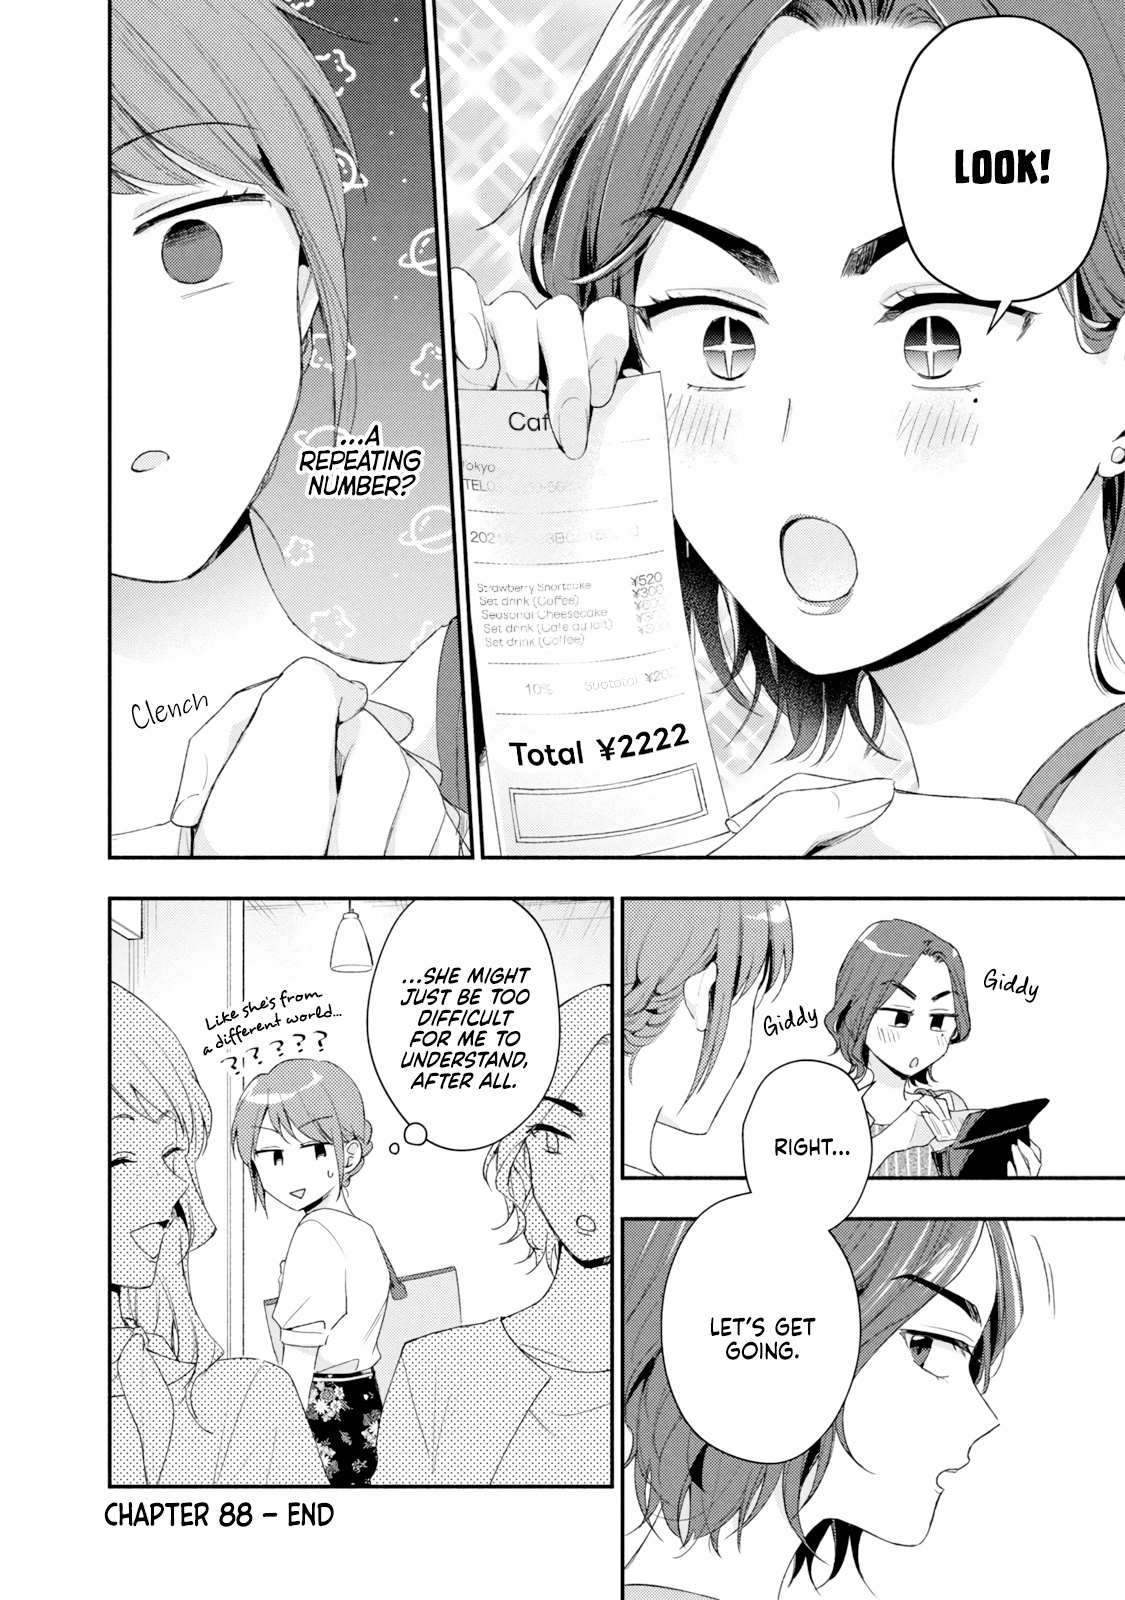 LOOK!
Caf
Tokyo
Strawberry Shortcake ¥520
Set drink (Coffee) ¥300
Seasonal Cheesecake
Set drink (Cafe au lait)
Set drink (Coffee)
10% Subtotal
Total ¥2222
...A
REPEATING
NUMBER?
Clench
Giddy
Giddy
RIGHT...
LET'S GET
GOING.
...SHE MIGHT
JUST BE TOO
DIFFICULT
FOR ME TO
UNDERSTAND,
AFTER ALL.
Like she's from
a different world...
?!?????
CHAPTER 88 – END